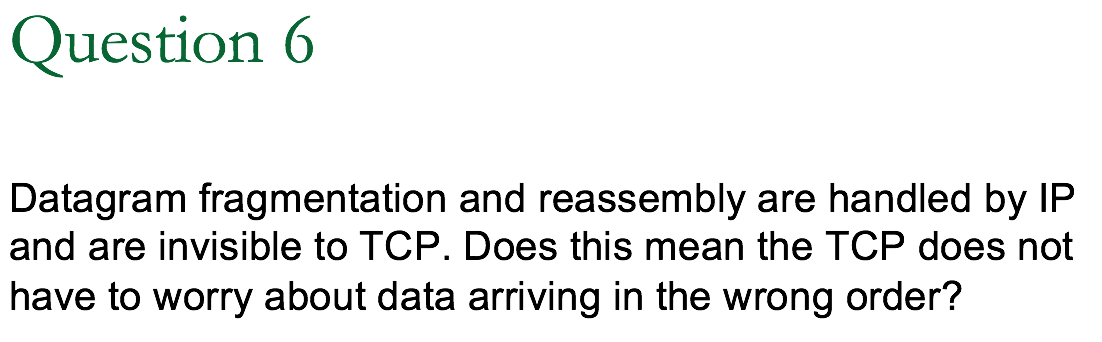 Question 6
Datagram fragmentation and reassembly are handled by IP
and are invisible to TCP. Does this mean the TCP does not
have to worry about data arriving in the wrong order?